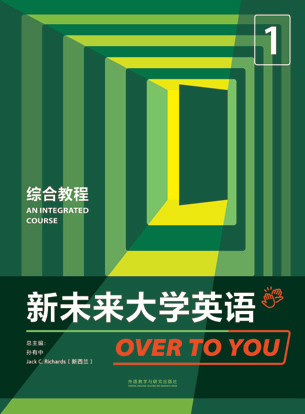 1
综合教程
AN INTEGRATED
COURSE
新未来大学英语
OVER TO YOU
总主编:
孙有中
Jack C. Richards (新西兰)
外语教学与研究出版社